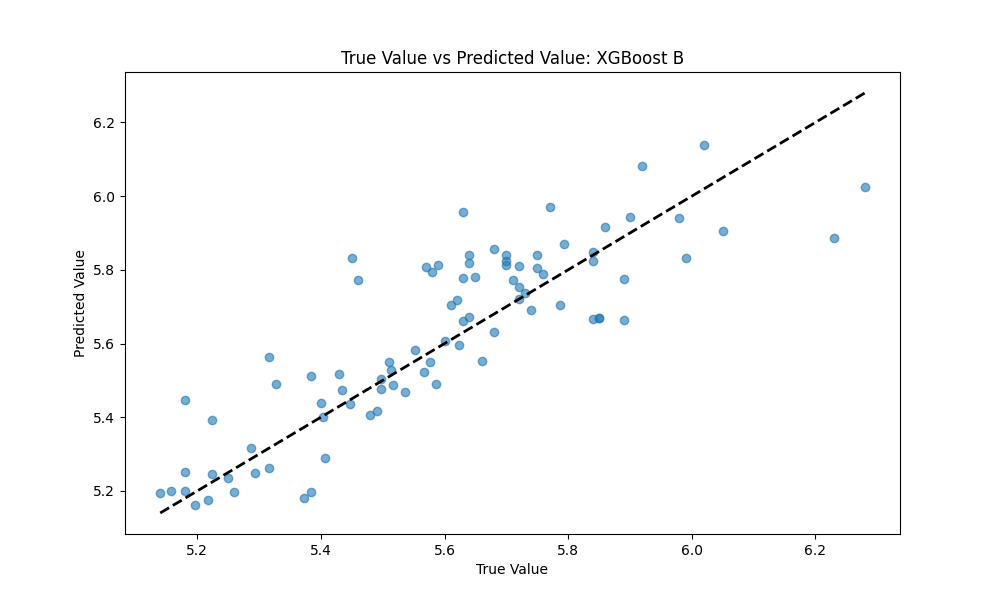 True Value vs Predicted Value: XGBoost B
Predicted Value
6.2
6.0
5.8
5.6
5.4
5.2
5.2 5.4 5.6 5.8 6.0 6.2
True Value